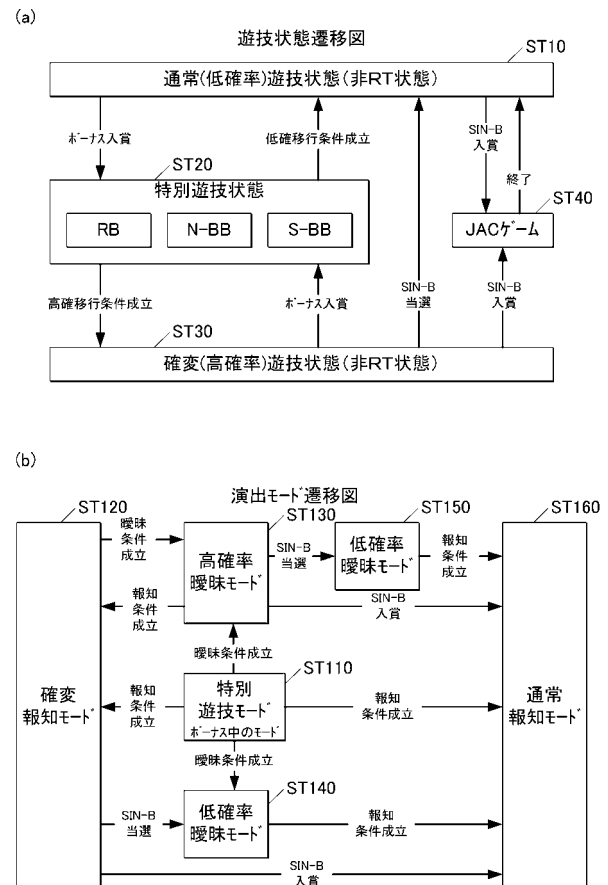 (a)
遊技状態遷移図
ST10
通常(低確率)遊技状態(非RT状態)
ボーナス入賞
低確移行条件成立
SIN-B
入賞
終了
ST20
特別遊技状態
RB
N-BB
S-BB
ST40
JACゲーム
高確移行条件成立
ボーナス入賞
SIN-B
当選
SIN-B
入賞
ST30
確変(高確率)遊技状態(非RT状態)
(b)
演出モード遷移図
ST120
ST130
ST150
ST160
曖昧
条件
成立
高確率
曖昧モード
SIN-B
当選
低確率
曖昧モード
報知
条件
成立
報知
条件
成立
SIN-B
入賞
曖昧条件成立
ST110
確変
報知モード
報知
条件
成立
特別
遊技モード
ボーナス中のモード
報知
条件成立
通常
報知モード
曖昧条件成立
ST140
SIN-B
当選
低確率
曖昧モード
報知
条件成立
SIN-B
入賞